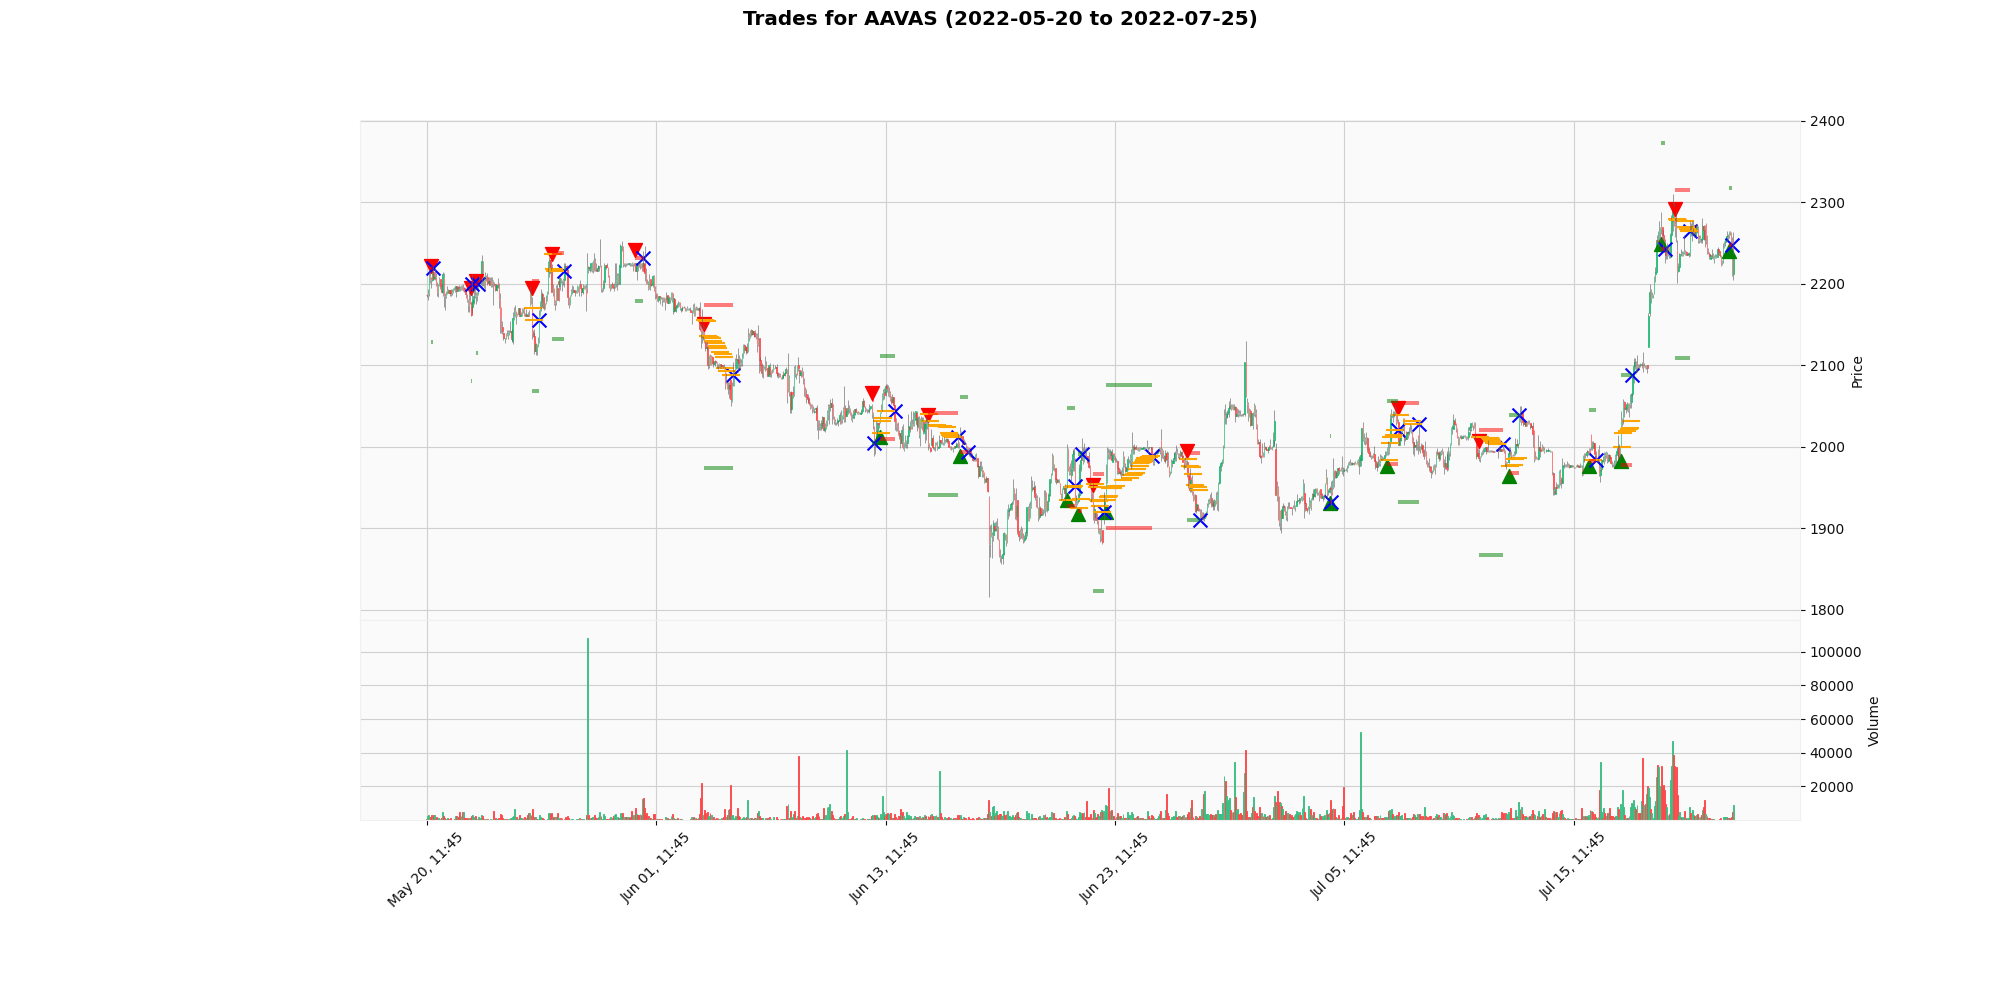 Trades for AAVAS (2022-05-20 to 2022-07-25)
2400
2300
2200
2100
2000
1900
1800
Price
100000
80000
60000
40000
20000
Volume
May 20, 11:45
Jun 01, 11:45
Jun 13, 11:45
Jun 23, 11:45
Jul 05, 11:45
Jul 15, 11:45